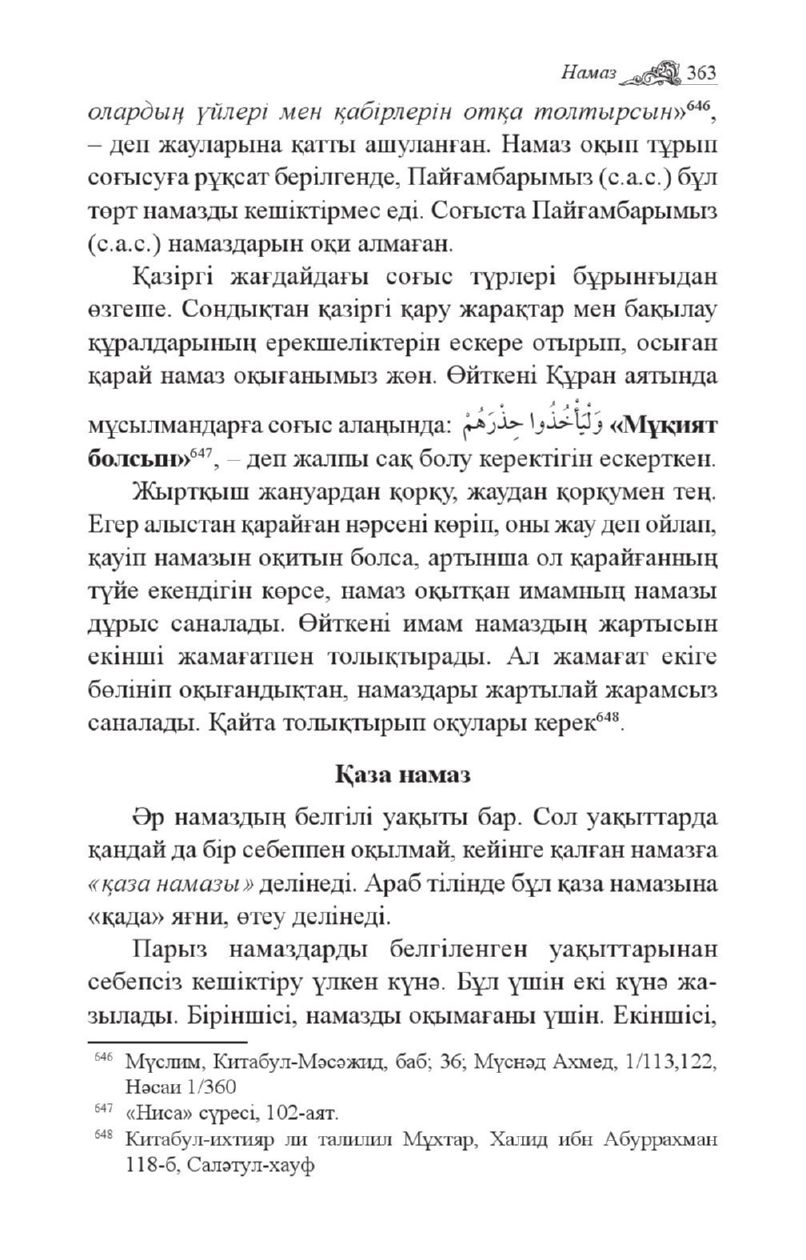 Намаз 363
олардың үйлері мен қабірлерін отқа толтырсын»⁶⁴⁶,
– деп жауларына қатты ашуланған. Намаз оқып тұрып
соғысуға рұқсат берілгенде, Пайғамбарымыз (с.а.с.) бұл
төрт намазды кешіктірмес еді. Соғыста Пайғамбарымыз
(с.а.с.) намаздарын оқи алмаған.
Қазіргі жағдайдағы соғыс түрлері бұрынғыдан
өзгеше. Сондықтан қазіргі қару жарақтар мен бақылау
құралдарының ерекшеліктерін ескере отырып, осыған
қарай намаз оқығанымыз жөн. Өйткені Құран аятында
мұсылмандарға соғыс алаңында: وَلْيَأْخُذُوا حِذْرَهُمْ «Мұқият
болсын»⁶⁴⁷, – деп жалпы сақ болу керектігін ескерткен.
Жыртқыш жануардан қорқу, жаудан қорқумен тең.
Егер алыстан қарайған нәрсені көріп, оны жау деп ойлап,
қауіп намазын оқитын болса, артынша ол қарайғанның
түйе екендігін көрсе, намаз оқытқан имамның намазы
дұрыс саналады. Өйткені имам намаздың жартысын
екінші жамағатпен толықтырады. Ал жамағат екіге
бөлініп оқығандықтан, намаздары жартылай жарамсыз
саналады. Қайта толықтырып оқулары керек⁶⁴⁸.
Қаза намаз
Әр намаздың белгілі уақыты бар. Сол уақыттарда
қандай да бір себеппен оқылмай, кейінге қалған намазға
«қаза намазы» делінеді. Араб тілінде бұл қаза намазына
«қада» яғни, өтеу делінеді.
Парыз намаздарды белгіленген уақыттарынан
себепсіз кешіктіру үлкен күнә. Бұл үшін екі күнә жа-
зылады. Біріншісі, намазды оқымағаны үшін. Екіншісі,
⁶⁴⁶ Мүслим, Китабул-Мәсәжид, баб; 36; Мүснәд Ахмед, 1/113,122,
Нәсаи 1/360
⁶⁴⁷ «Ниса» сүресі, 102-аят.
⁶⁴⁸ Китабул-ихтияр ли талилил Мұхтар, Халид ибн Абуррахман
118-б, Саләтул-хауф